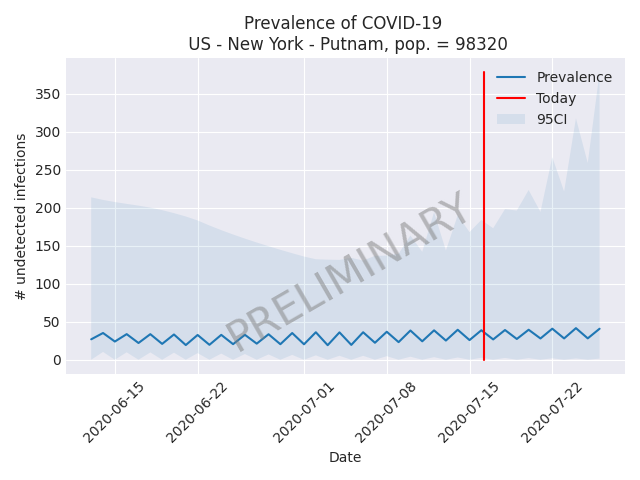 Prevalence of COVID-19
US - New York - Putnam, pop. = 98320
# undetected infections
350
300
250
200
150
100
50
0
Prevalence
Today
95CI
PRELIMINARY
2020-06-15
2020-06-22
2020-07-01
2020-07-08
2020-07-15
2020-07-22
Date